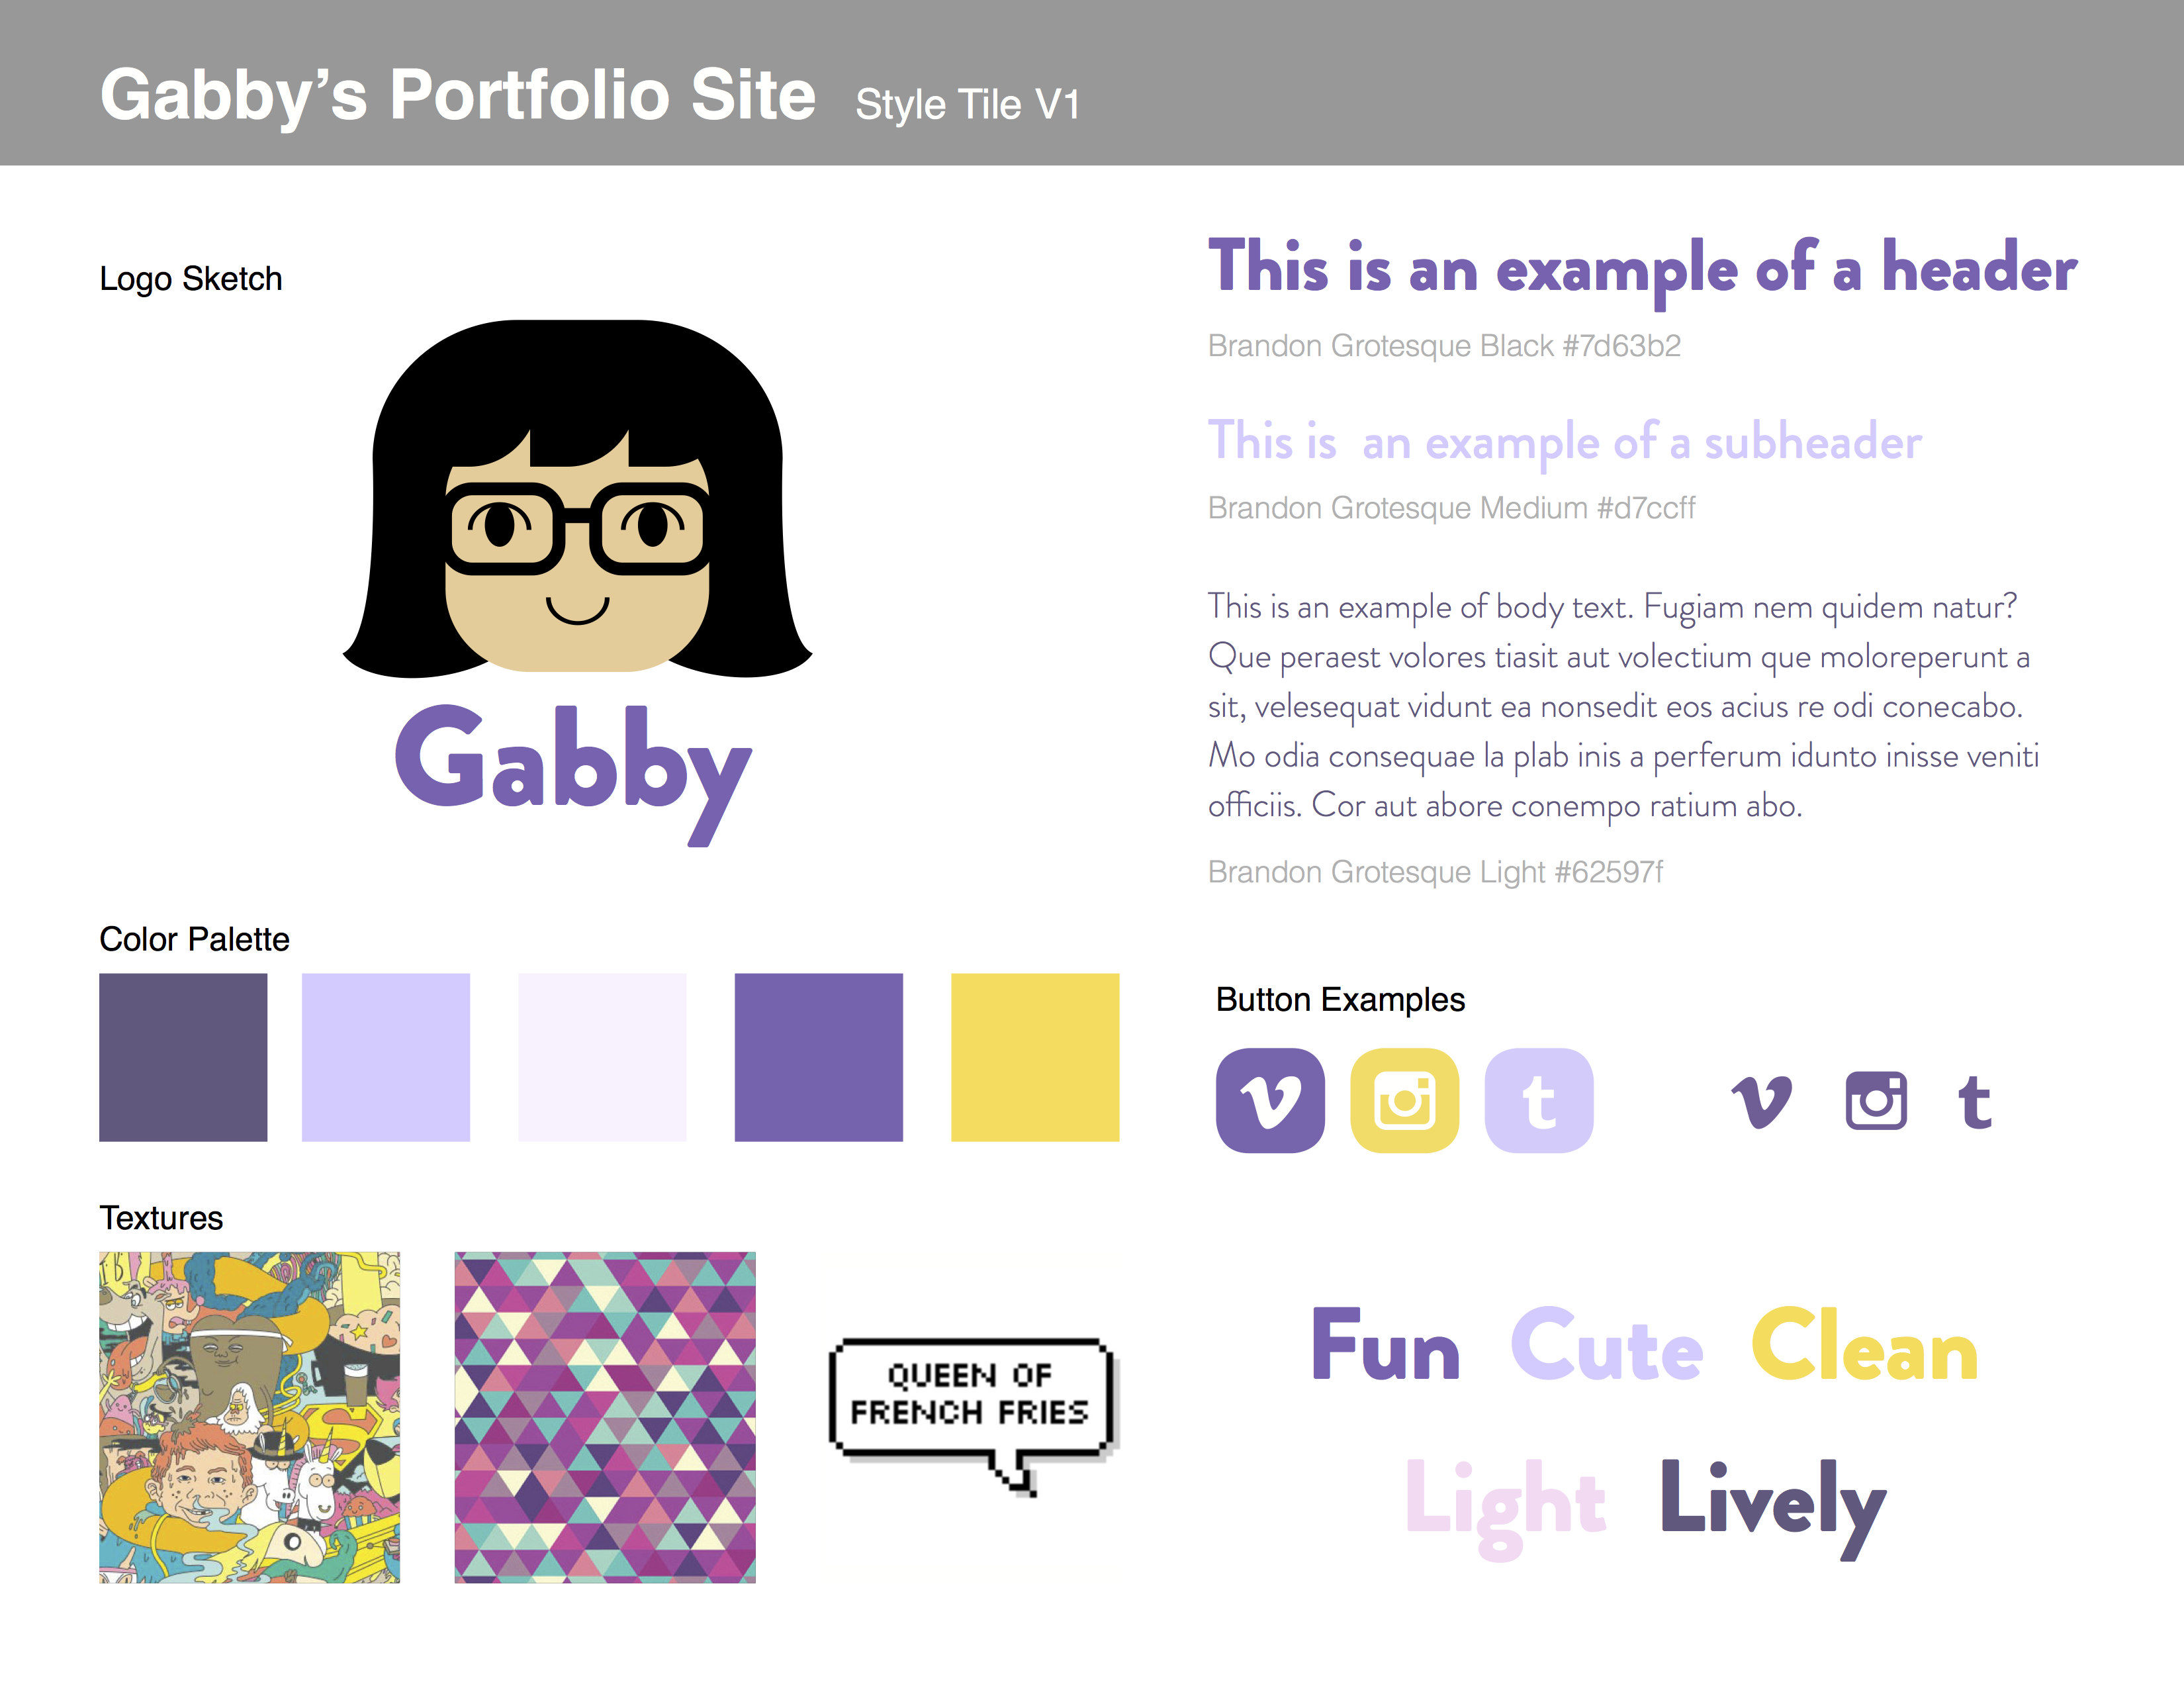 Gabby's Portfolio Site Style Tile V1
Logo Sketch
Gabby
This is an example of a header
Brandon Grotesque Black #7d63b2
This is  an example of a subheader
Brandon Grotesque Medium #d7ccff
This is an example of body text. Fugiam nem quidem natur?
Que peraest volores tiasit aut volectium que moloreperunt a
sit, velesequat vidunt ea nonsedit eos acius re odi conecabo.
Mo odia consequae la plab inis a perferum idunto inisse veniti
officiis. Cor aut abore conempo ratium abo.
Brandon Grotesque Light #62597f
Color Palette
Button Examples
Textures
QUEEN OF
FRENCH FRIES
Fun Cute Clean
Light Lively